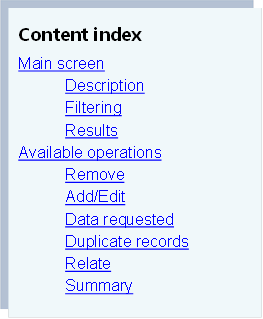 Content index
Main screen
Description
Filtering
Results
Available operations
Remove
Add/Edit
Data requested
Duplicate records
Relate
Summary